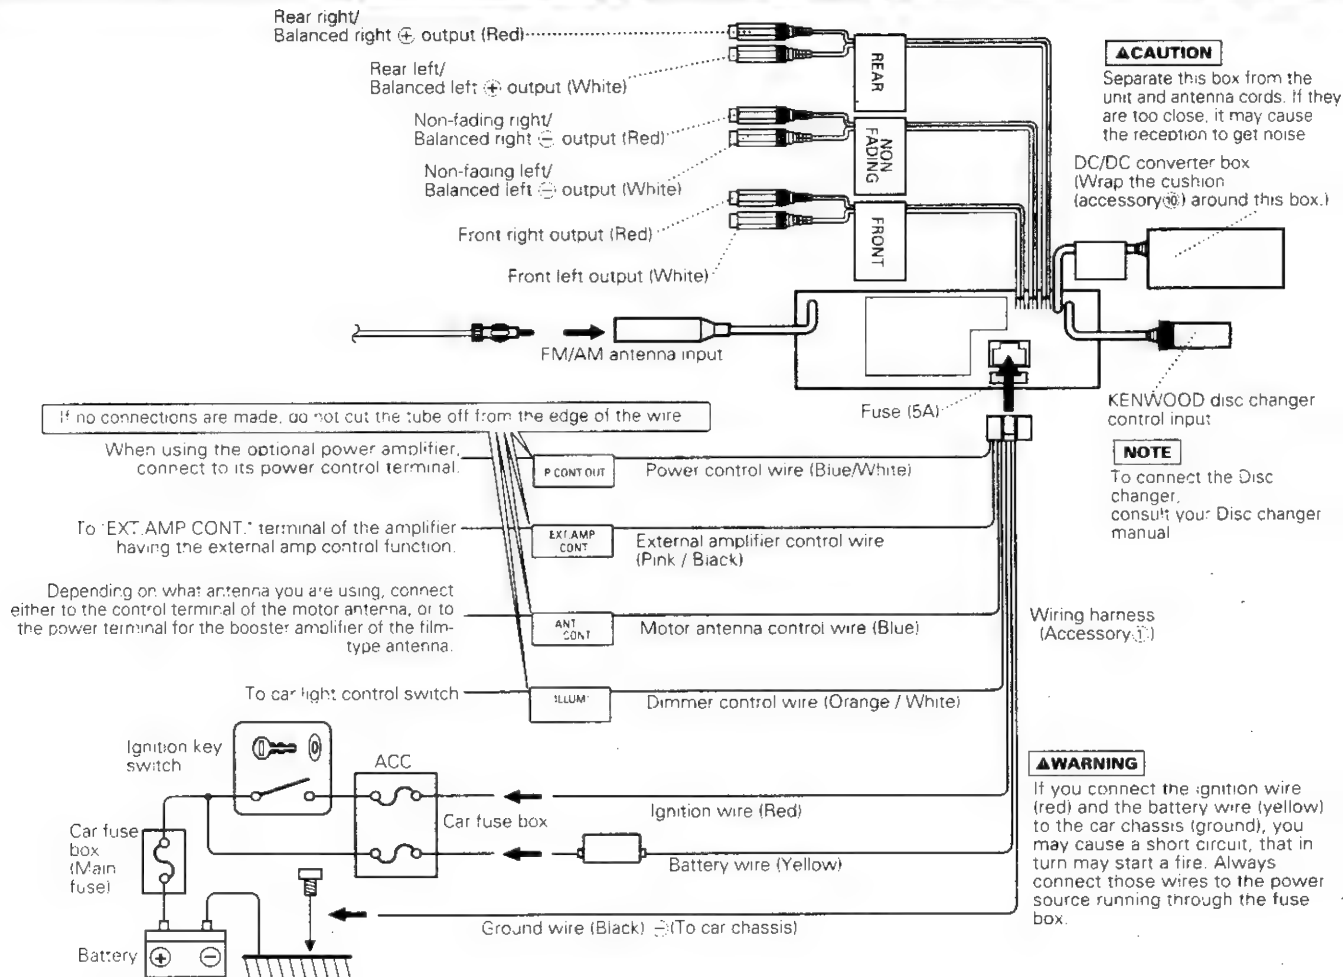 Rear right/
Balanced right ⊕ output (Red)
Rear left/
Balanced left ⊕ output (White)
Non-fading right/
Balanced right ⊖ output (Red)
Non-fading left/
Balanced left ⊖ output (White)
Front right output (Red)
Front left output (White)
REAR
NON
FADING
FRONT
▲CAUTION
Separate this box from the
unit and antenna cords. If they
are too close, it may cause
the reception to get noise
DC/DC converter box
(Wrap the cushion
(accessory⑩) around this box.)
FM/AM antenna input
Fuse (5A)
KENWOOD disc changer
control input
NOTE
To connect the Disc
changer,
consult your Disc changer
manual
If no connections are made, do not cut the tube off from the edge of the wire
When using the optional power amplifier,
connect to its power control terminal.
P.CONT OUT
Power control wire (Blue/White)
To "EXT.AMP CONT." terminal of the amplifier
having the external amp control function.
EXT.AMP
CONT
External amplifier control wire
(Pink / Black)
Depending on what antenna you are using, connect
either to the control terminal of the motor antenna, or to
the power terminal for the booster amplifier of the film-
type antenna.
ANT
CONT
Motor antenna control wire (Blue)
Wiring harness
(Accessory①)
To car light control switch
ILLUMI
Dimmer control wire (Orange / White)
Ignition key
switch
ACC
Ignition wire (Red)
Car fuse box
Car fuse
box
(Main
fuse)
Battery wire (Yellow)
Ground wire (Black) ⊖ (To car chassis)
Battery
⊕ ⊖
▲WARNING
If you connect the ignition wire
(red) and the battery wire (yellow)
to the car chassis (ground), you
may cause a short circuit, that in
turn may start a fire. Always
connect those wires to the power
source running through the fuse
box.